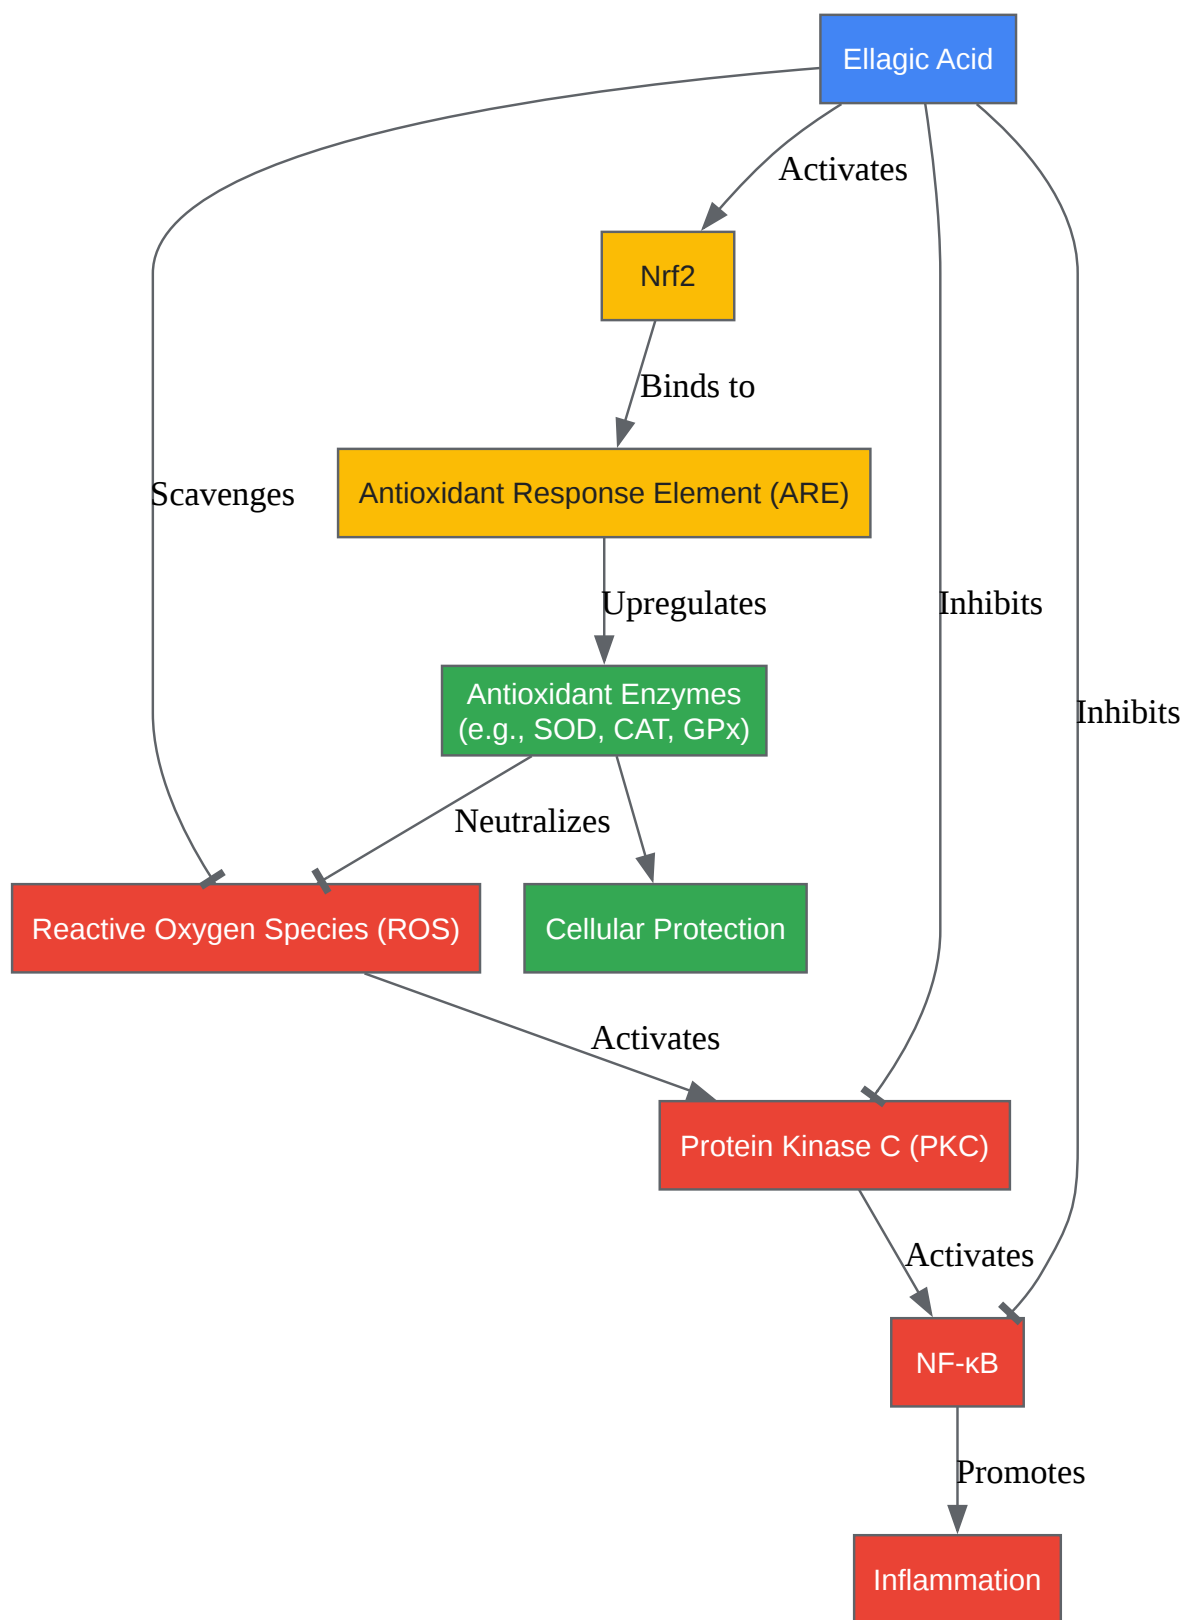 Ellagic Acid
Activates
Nrf2
Binds to
Scavenges
Antioxidant Response Element (ARE)
Upregulates
Inhibits
Antioxidant Enzymes
(e.g., SOD, CAT, GPx)
Inhibits
Neutralizes
Reactive Oxygen Species (ROS)
Cellular Protection
Activates
Protein Kinase C (PKC)
Activates
NF-κB
Promotes
Inflammation